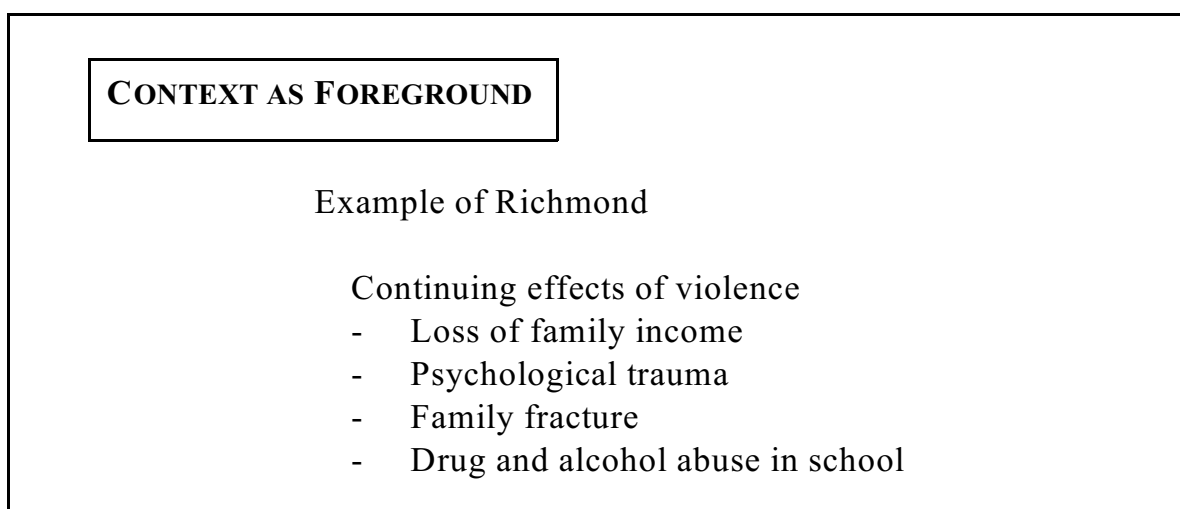 CONTEXT AS FOREGROUND
Example of Richmond
Continuing effects of violence
- Loss of family income
- Psychological trauma
- Family fracture
- Drug and alcohol abuse in school